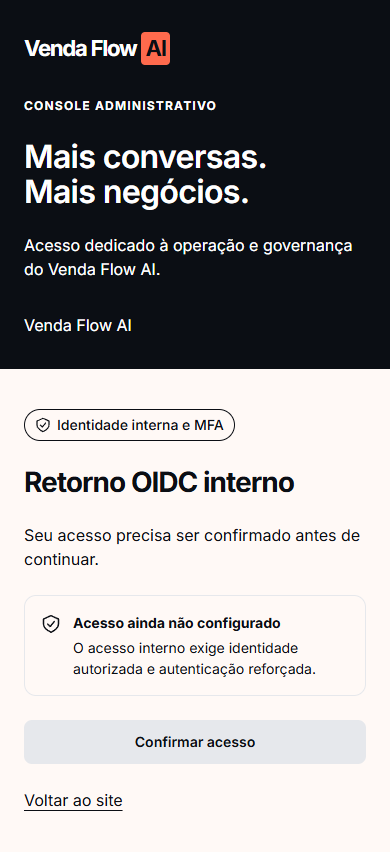 Venda Flow AI
CONSOLE ADMINISTRATIVO
Mais conversas.
Mais negócios.
Acesso dedicado à operação e governança
do Venda Flow AI.
Venda Flow AI
Identidade interna e MFA
Retorno OIDC interno
Seu acesso precisa ser confirmado antes de
continuar.
Acesso ainda não configurado
O acesso interno exige identidade
autorizada e autenticação reforçada.
Confirmar acesso
Voltar ao site